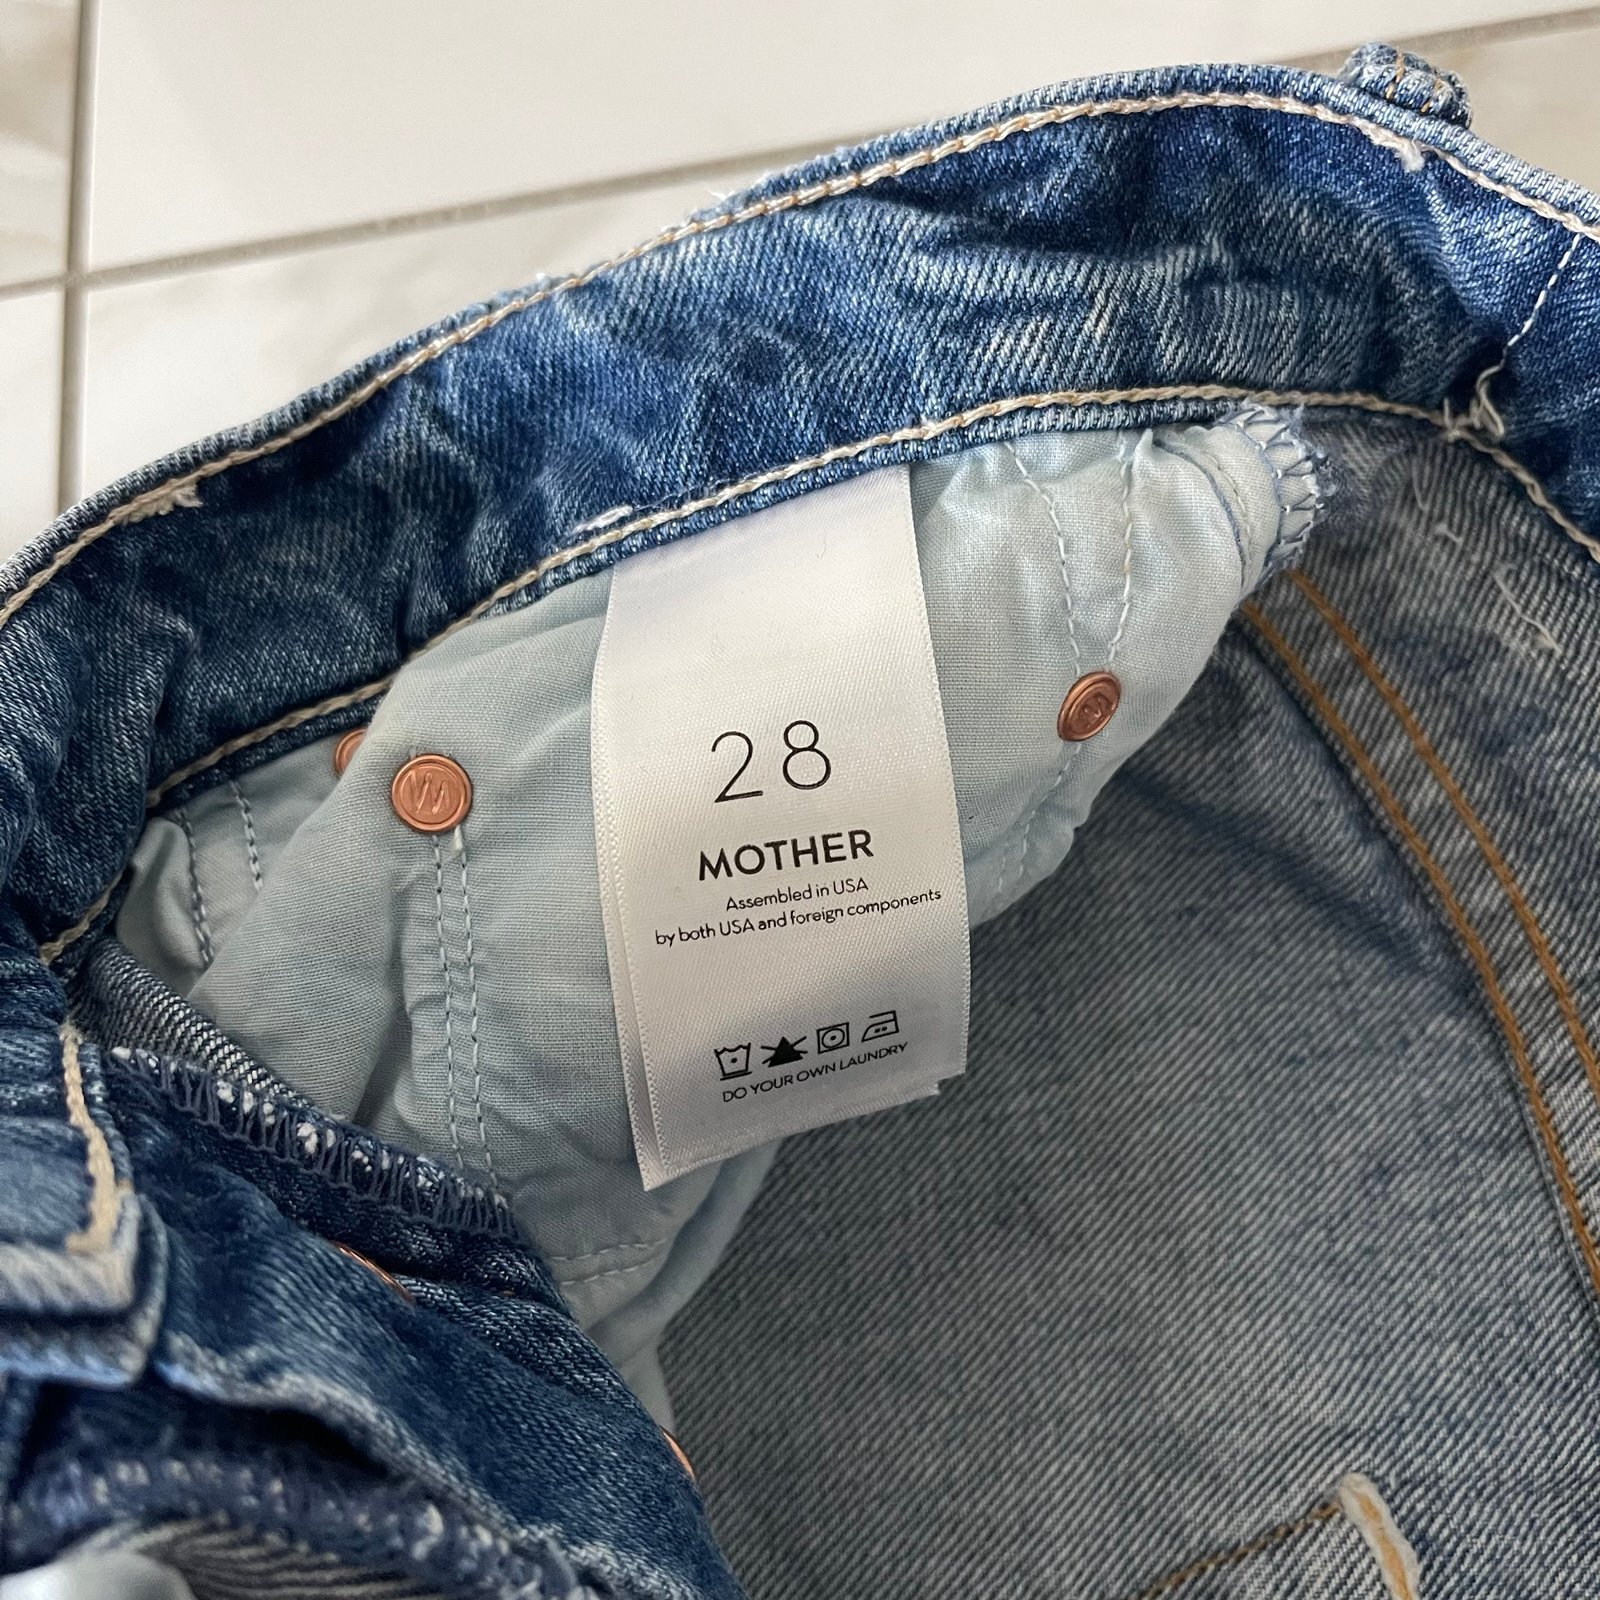 28
MOTHER
Assembled in USA
by both USA and foreign components
DO YOUR OWN LAUNDRY
M
M